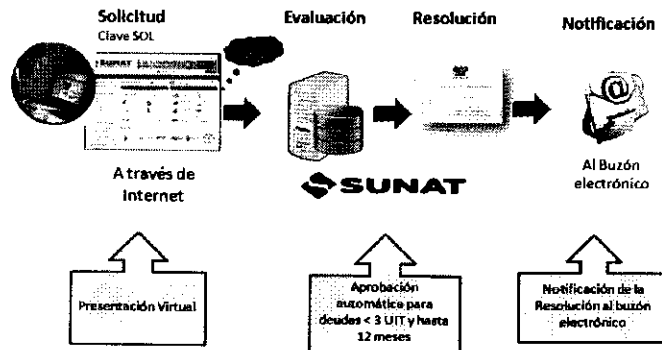 Solicitud
Clave SOL
Evaluación
Resolución
Notificación
SUNAT
@
A través de
Internet
SUNAT
Al Buzón
electrónico
Presentación Virtual
Aprobación
automática para
deudas < 3 UIT y hasta
12 meses
Notificación de la
Resolución al buzón
electrónico